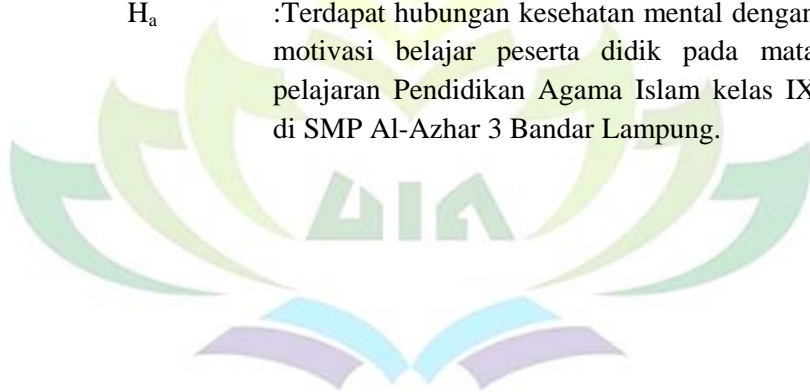 Hₐ :Terdapat hubungan kesehatan mental dengan
motivasi belajar peserta didik pada mata
pelajaran Pendidikan Agama Islam kelas IX
di SMP Al-Azhar 3 Bandar Lampung.
UIN